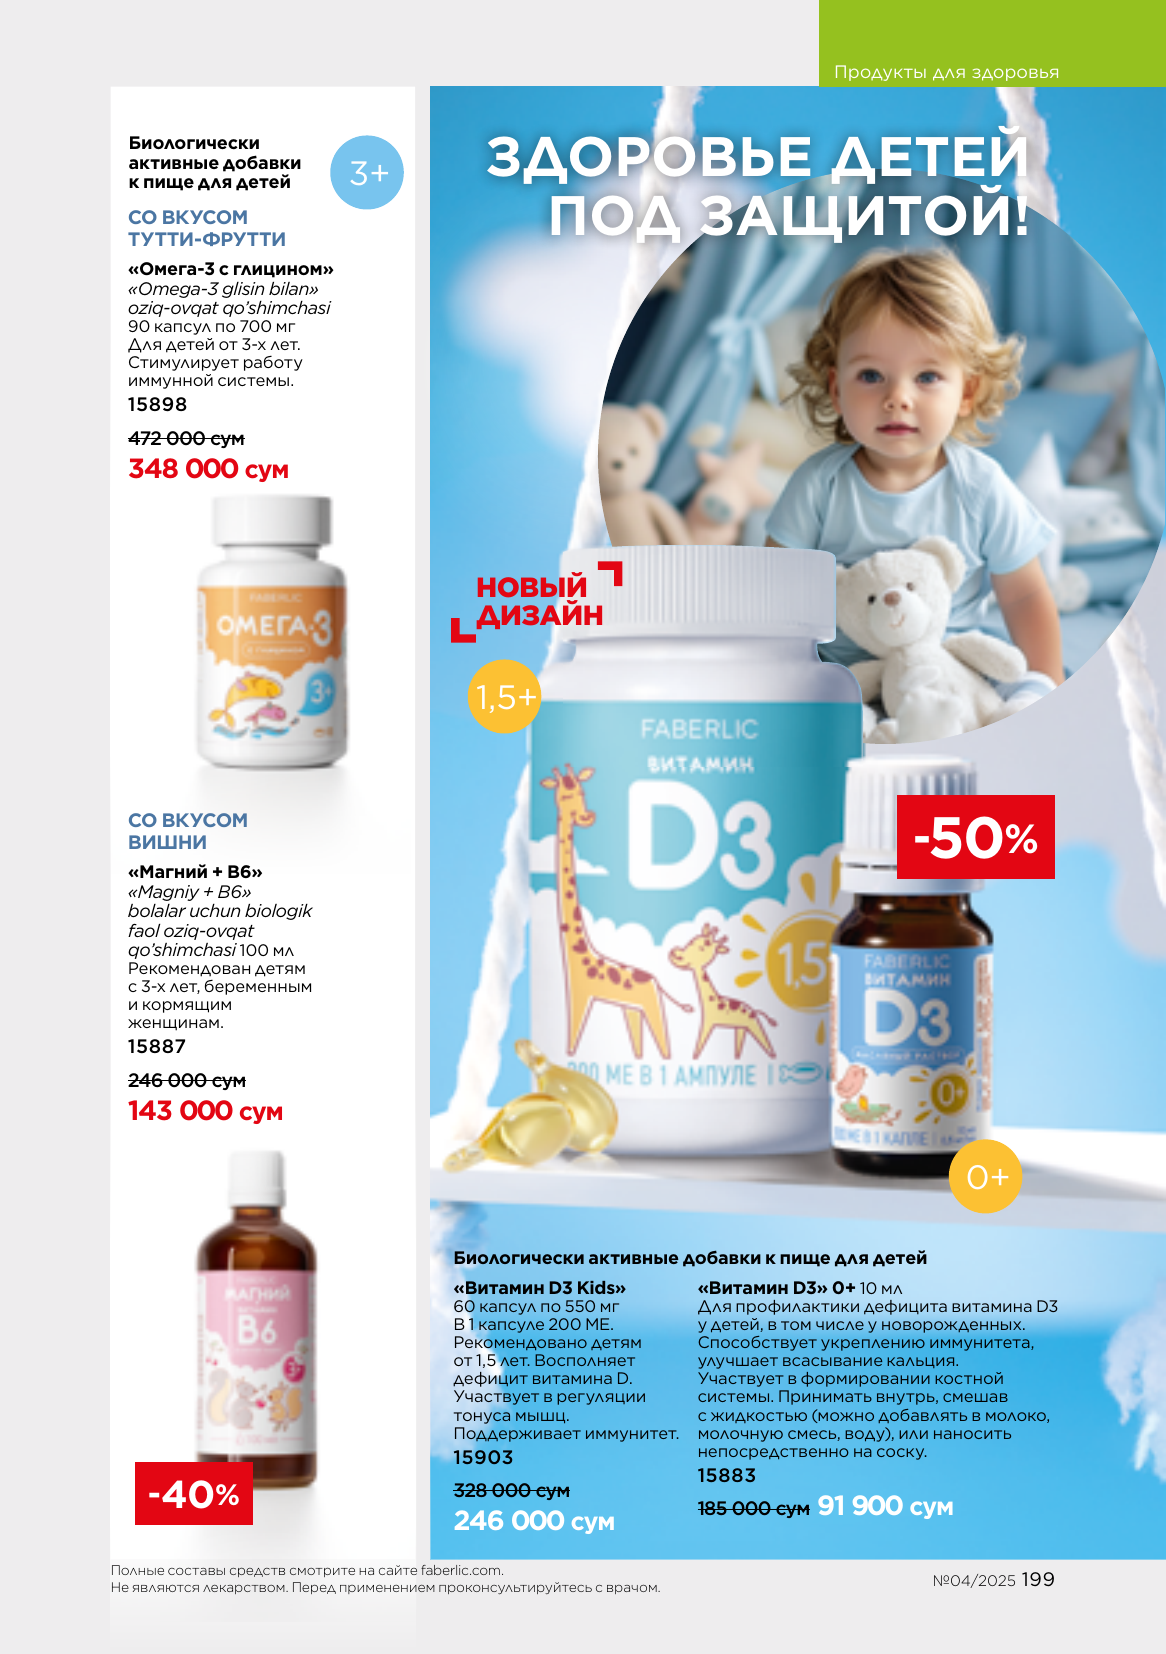 Продукты для здоровья
Биологически
активные добавки
к пище для детей
3+
СО ВКУСОМ
ТУТТИ-ФРУТТИ
«Омега-3 с глицином»
«Omega-3 glisin bilan»
oziq-ovqat qo'shimchasi
90 капсул по 700 мг
Для детей от 3-х лет.
Стимулирует работу
иммунной системы.
15898
472 000 сум
348 000 сум
FABERLIC
ОМЕГА-3
с глицином
3+
СО ВКУСОМ
ВИШНИ
«Магний + B6»
«Magniy + B6»
bolalar uchun biologik
faol oziq-ovqat
qo'shimchasi 100 мл
Рекомендован детям
с 3-х лет, беременным
и кормящим
женщинам.
15887
246 000 сум
143 000 сум
FABERLIC
МАГНИЙ
ВИТАМИН
B6
3+
-40%
ЗДОРОВЬЕ ДЕТЕЙ
ПОД ЗАЩИТОЙ!
НОВЫЙ
ДИЗАЙН
1,5+
FABERLIC
ВИТАМИН
D3
1,5
200 МЕ В 1 АМПУЛЕ
-50%
FABERLIC
ВИТАМИН
D3
МАСЛЯНЫЙ РАСТВОР
0+
МЕ В 1 КАПЛЕ
0+
Биологически активные добавки к пище для детей
«Витамин D3 Kids»
60 капсул по 550 мг
В 1 капсуле 200 МЕ.
Рекомендовано детям
от 1,5 лет. Восполняет
дефицит витамина D.
Участвует в регуляции
тонуса мышц.
Поддерживает иммунитет.
15903
328 000 сум
246 000 сум
«Витамин D3» 0+ 10 мл
Для профилактики дефицита витамина D3
у детей, в том числе у новорожденных.
Способствует укреплению иммунитета,
улучшает всасывание кальция.
Участвует в формировании костной
системы. Принимать внутрь, смешав
с жидкостью (можно добавлять в молоко,
молочную смесь, воду), или наносить
непосредственно на соску.
15883
185 000 сум 91 900 сум
Полные составы средств смотрите на сайте faberlic.com.
Не являются лекарством. Перед применением проконсультируйтесь с врачом.
№04/2025 199